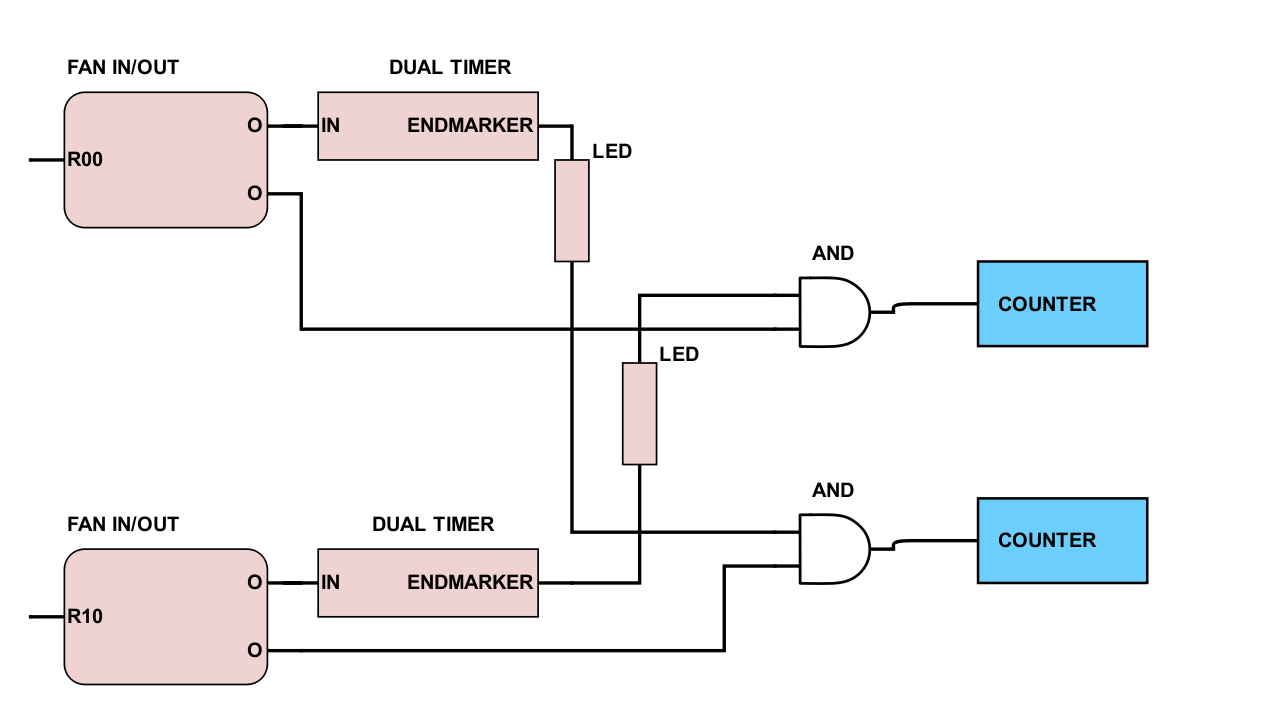 FAN IN/OUT
DUAL TIMER
O
IN
ENDMARKER
LED
R00
O
AND
COUNTER
LED
AND
FAN IN/OUT
DUAL TIMER
COUNTER
O
IN
ENDMARKER
R10
O